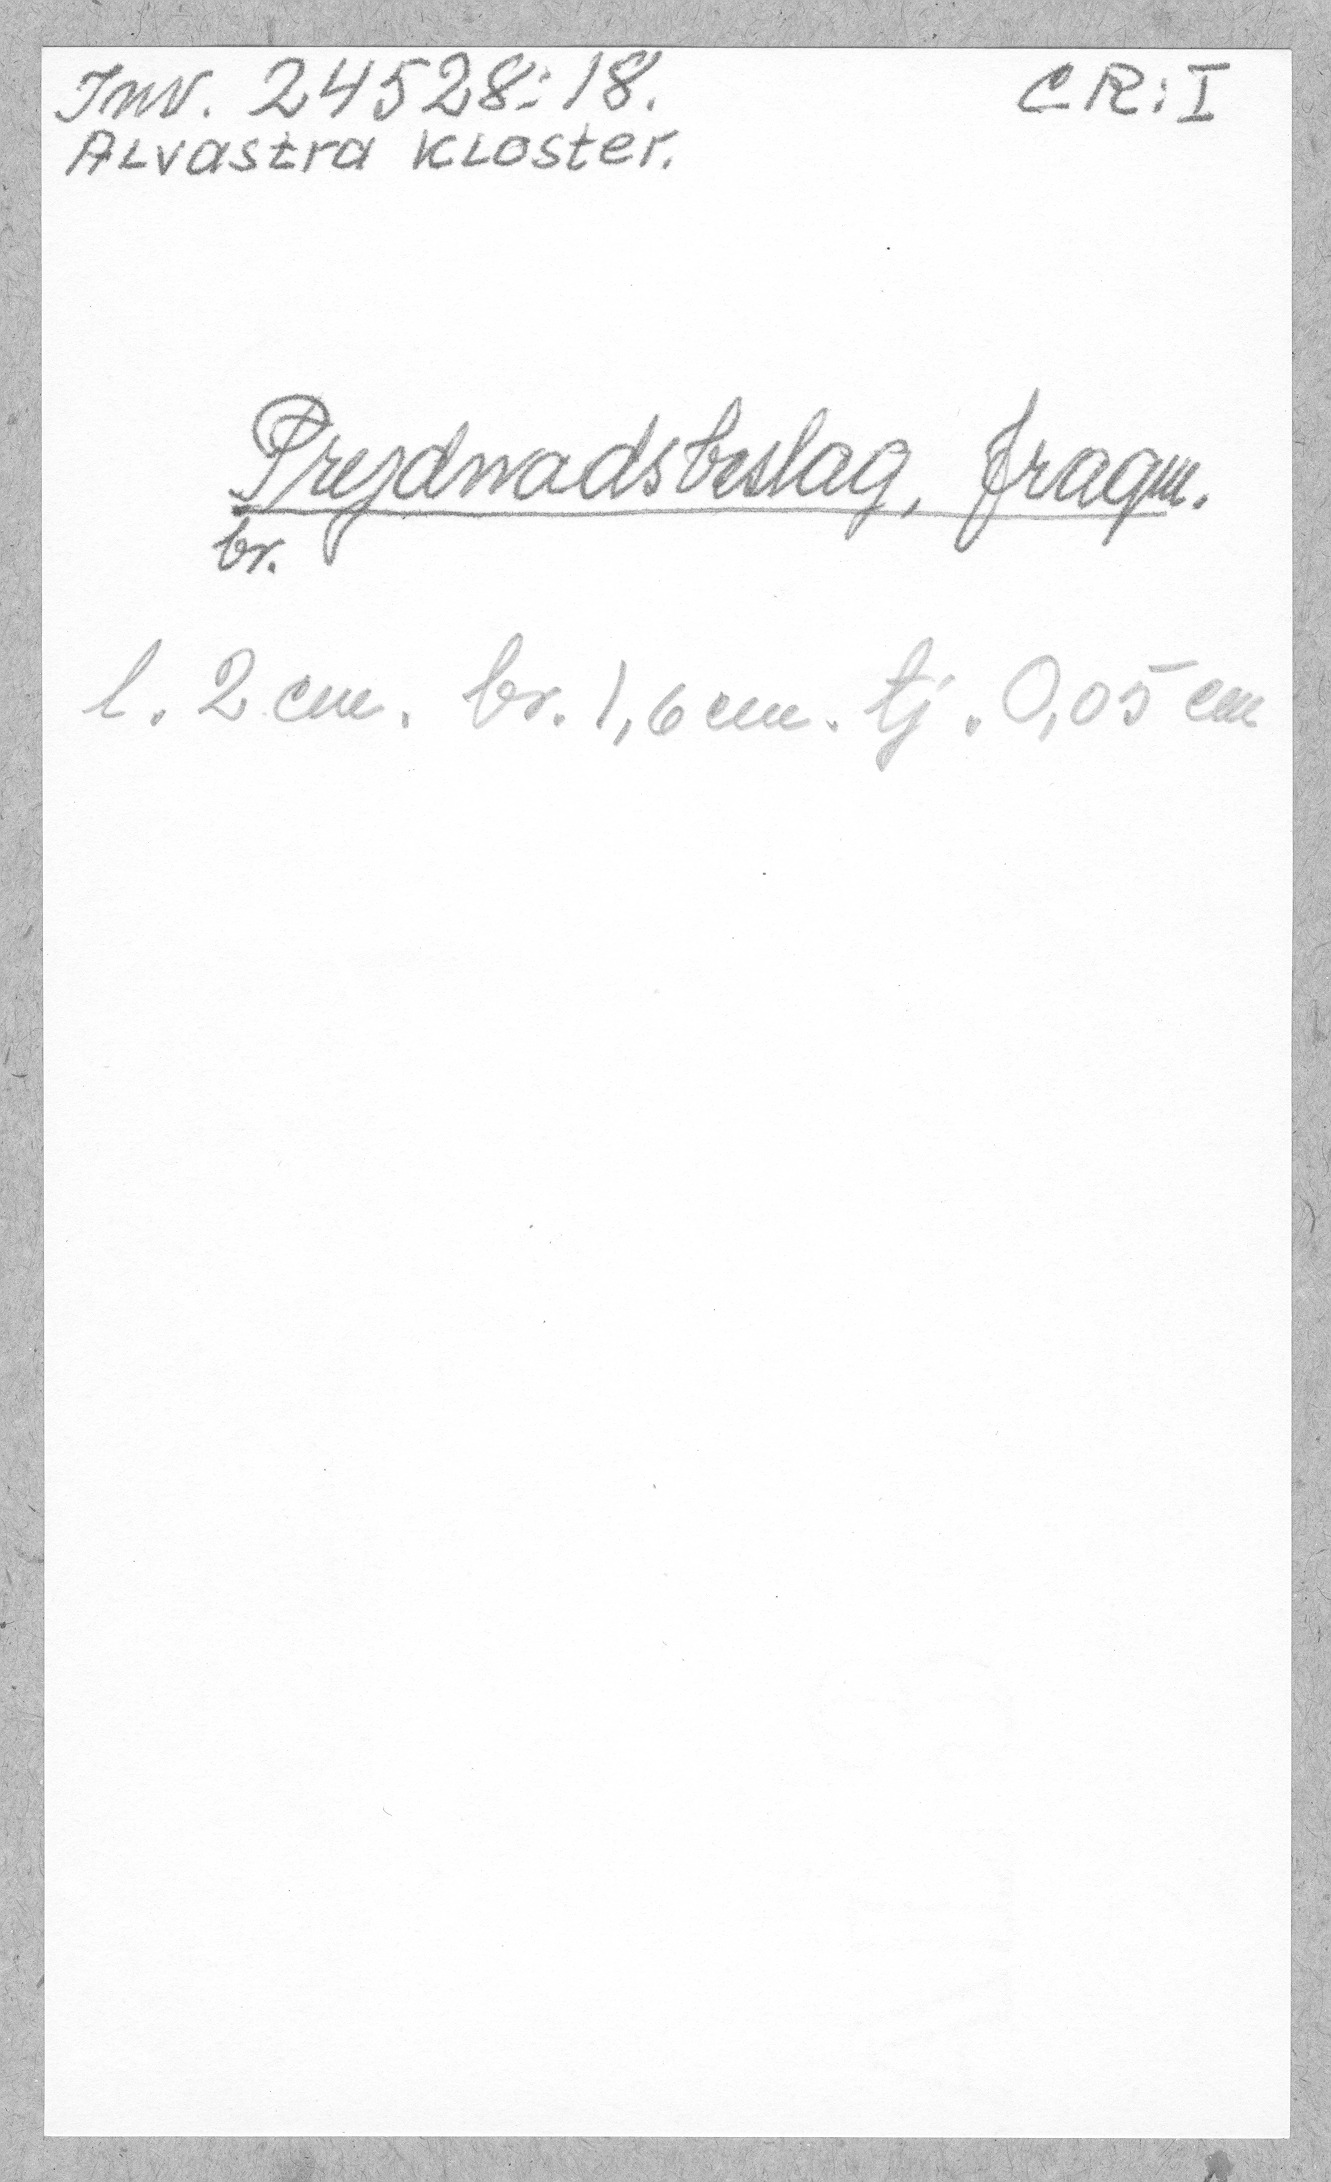 Inv. 24528:18. CR:I
Alvastra Kloster.
Prydnadsbeslag, fragm.
br.
l. 2 cm. br. 1,6 cm. tj. 0,05 cm